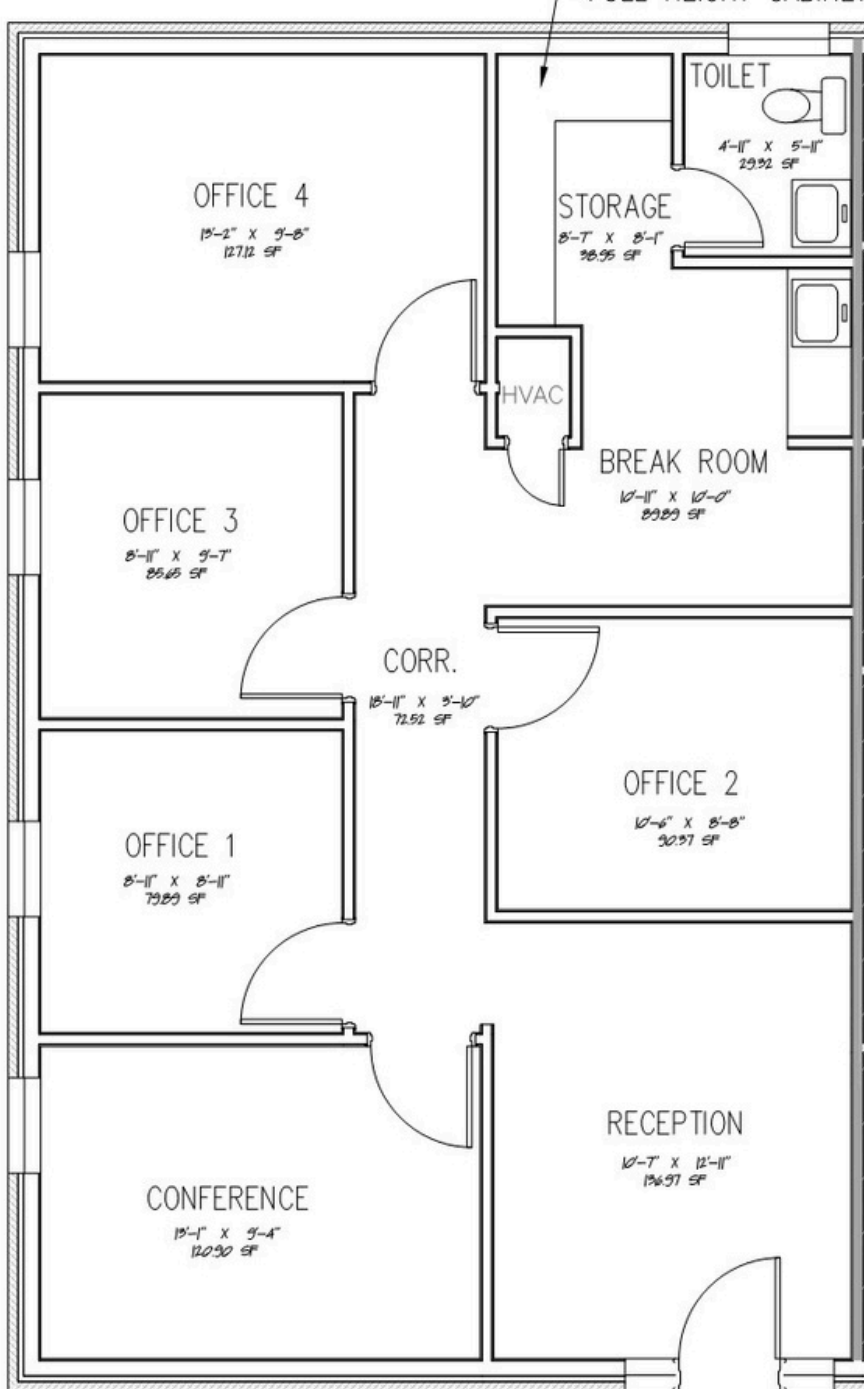 TOILET
4'-11" X 5'-11"
29.32 SF
OFFICE 4
13'-2" X 9'-8"
127.12 SF
STORAGE
8'-7" X 8'-1"
38.95 SF
HVAC
BREAK ROOM
10'-11" X 10'-0"
89.89 SF
OFFICE 3
8'-11" X 9'-7"
85.65 SF
CORR.
18'-11" X 3'-10"
72.52 SF
OFFICE 2
10'-6" X 8'-8"
90.37 SF
OFFICE 1
8'-11" X 8'-11"
79.89 SF
RECEPTION
10'-7" X 12'-11"
136.97 SF
CONFERENCE
13'-1" X 9'-4"
120.90 SF